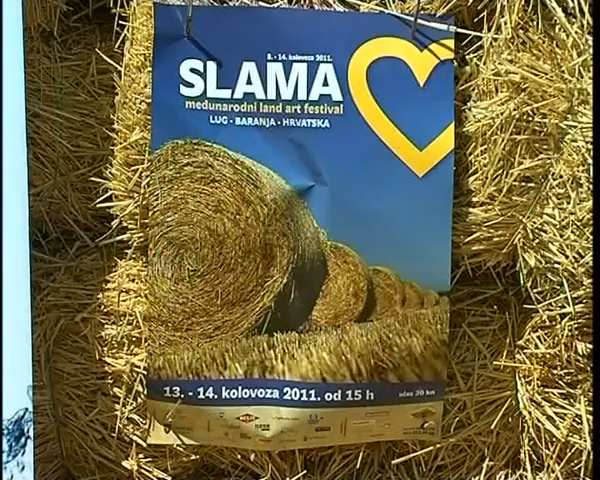 8. - 14. kolovoza 2011.
SLAMA
međunarodni land art festival
LUG - BARANJA - HRVATSKA
13. - 14. kolovoza 2011. od 15 h
ulaz 20 kn